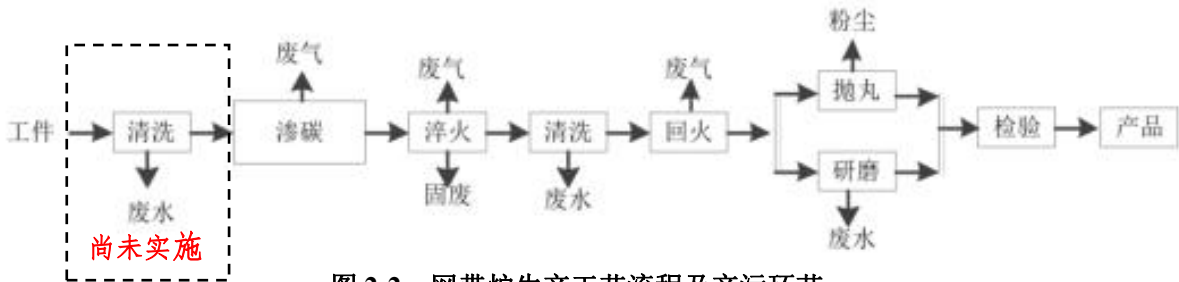 粉尘
废气
废气
废气
抛丸
工件
清洗
渗碳
淬火
清洗
回火
检验
产品
研磨
废水
固废
废水
废水
尚未实施